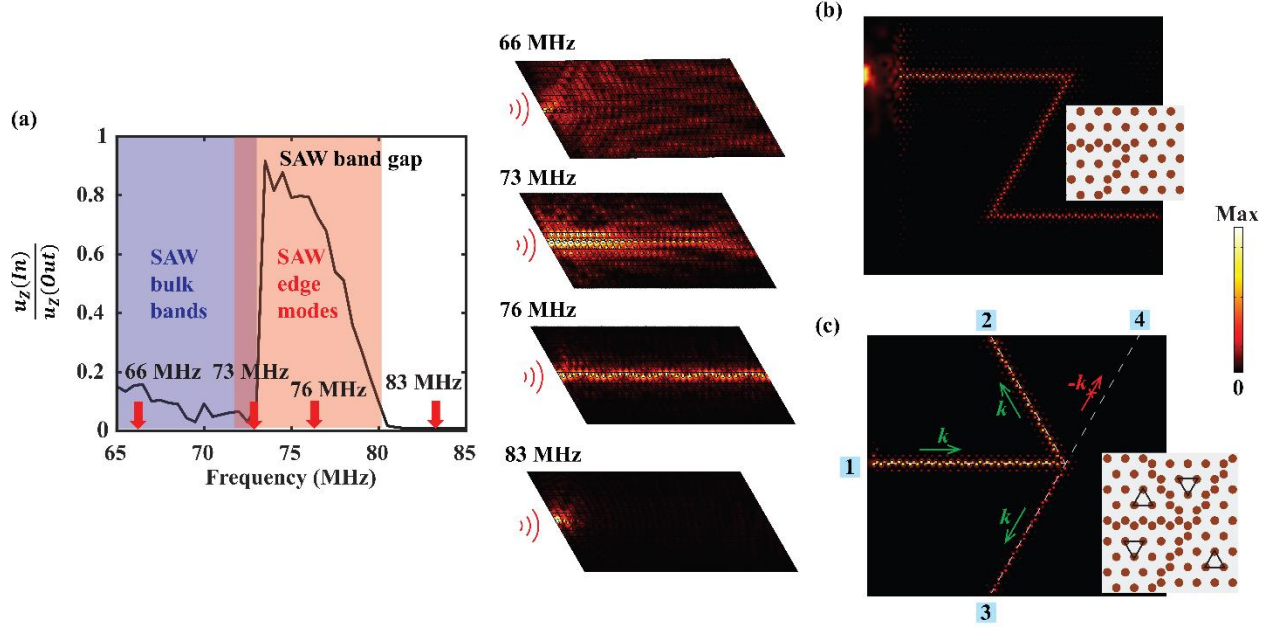 (a)
1
0.8
0.6
0.4
0.2
0
u_z(In)
u_z(Out)
SAW band gap
SAW
bulk
bands
SAW
edge
modes
66 MHz
73 MHz
76 MHz
83 MHz
65 70 75 80 85
Frequency (MHz)
66 MHz
73 MHz
76 MHz
83 MHz
(b)
Max
0
(c)
2
4
-k
k
k
1
k
3